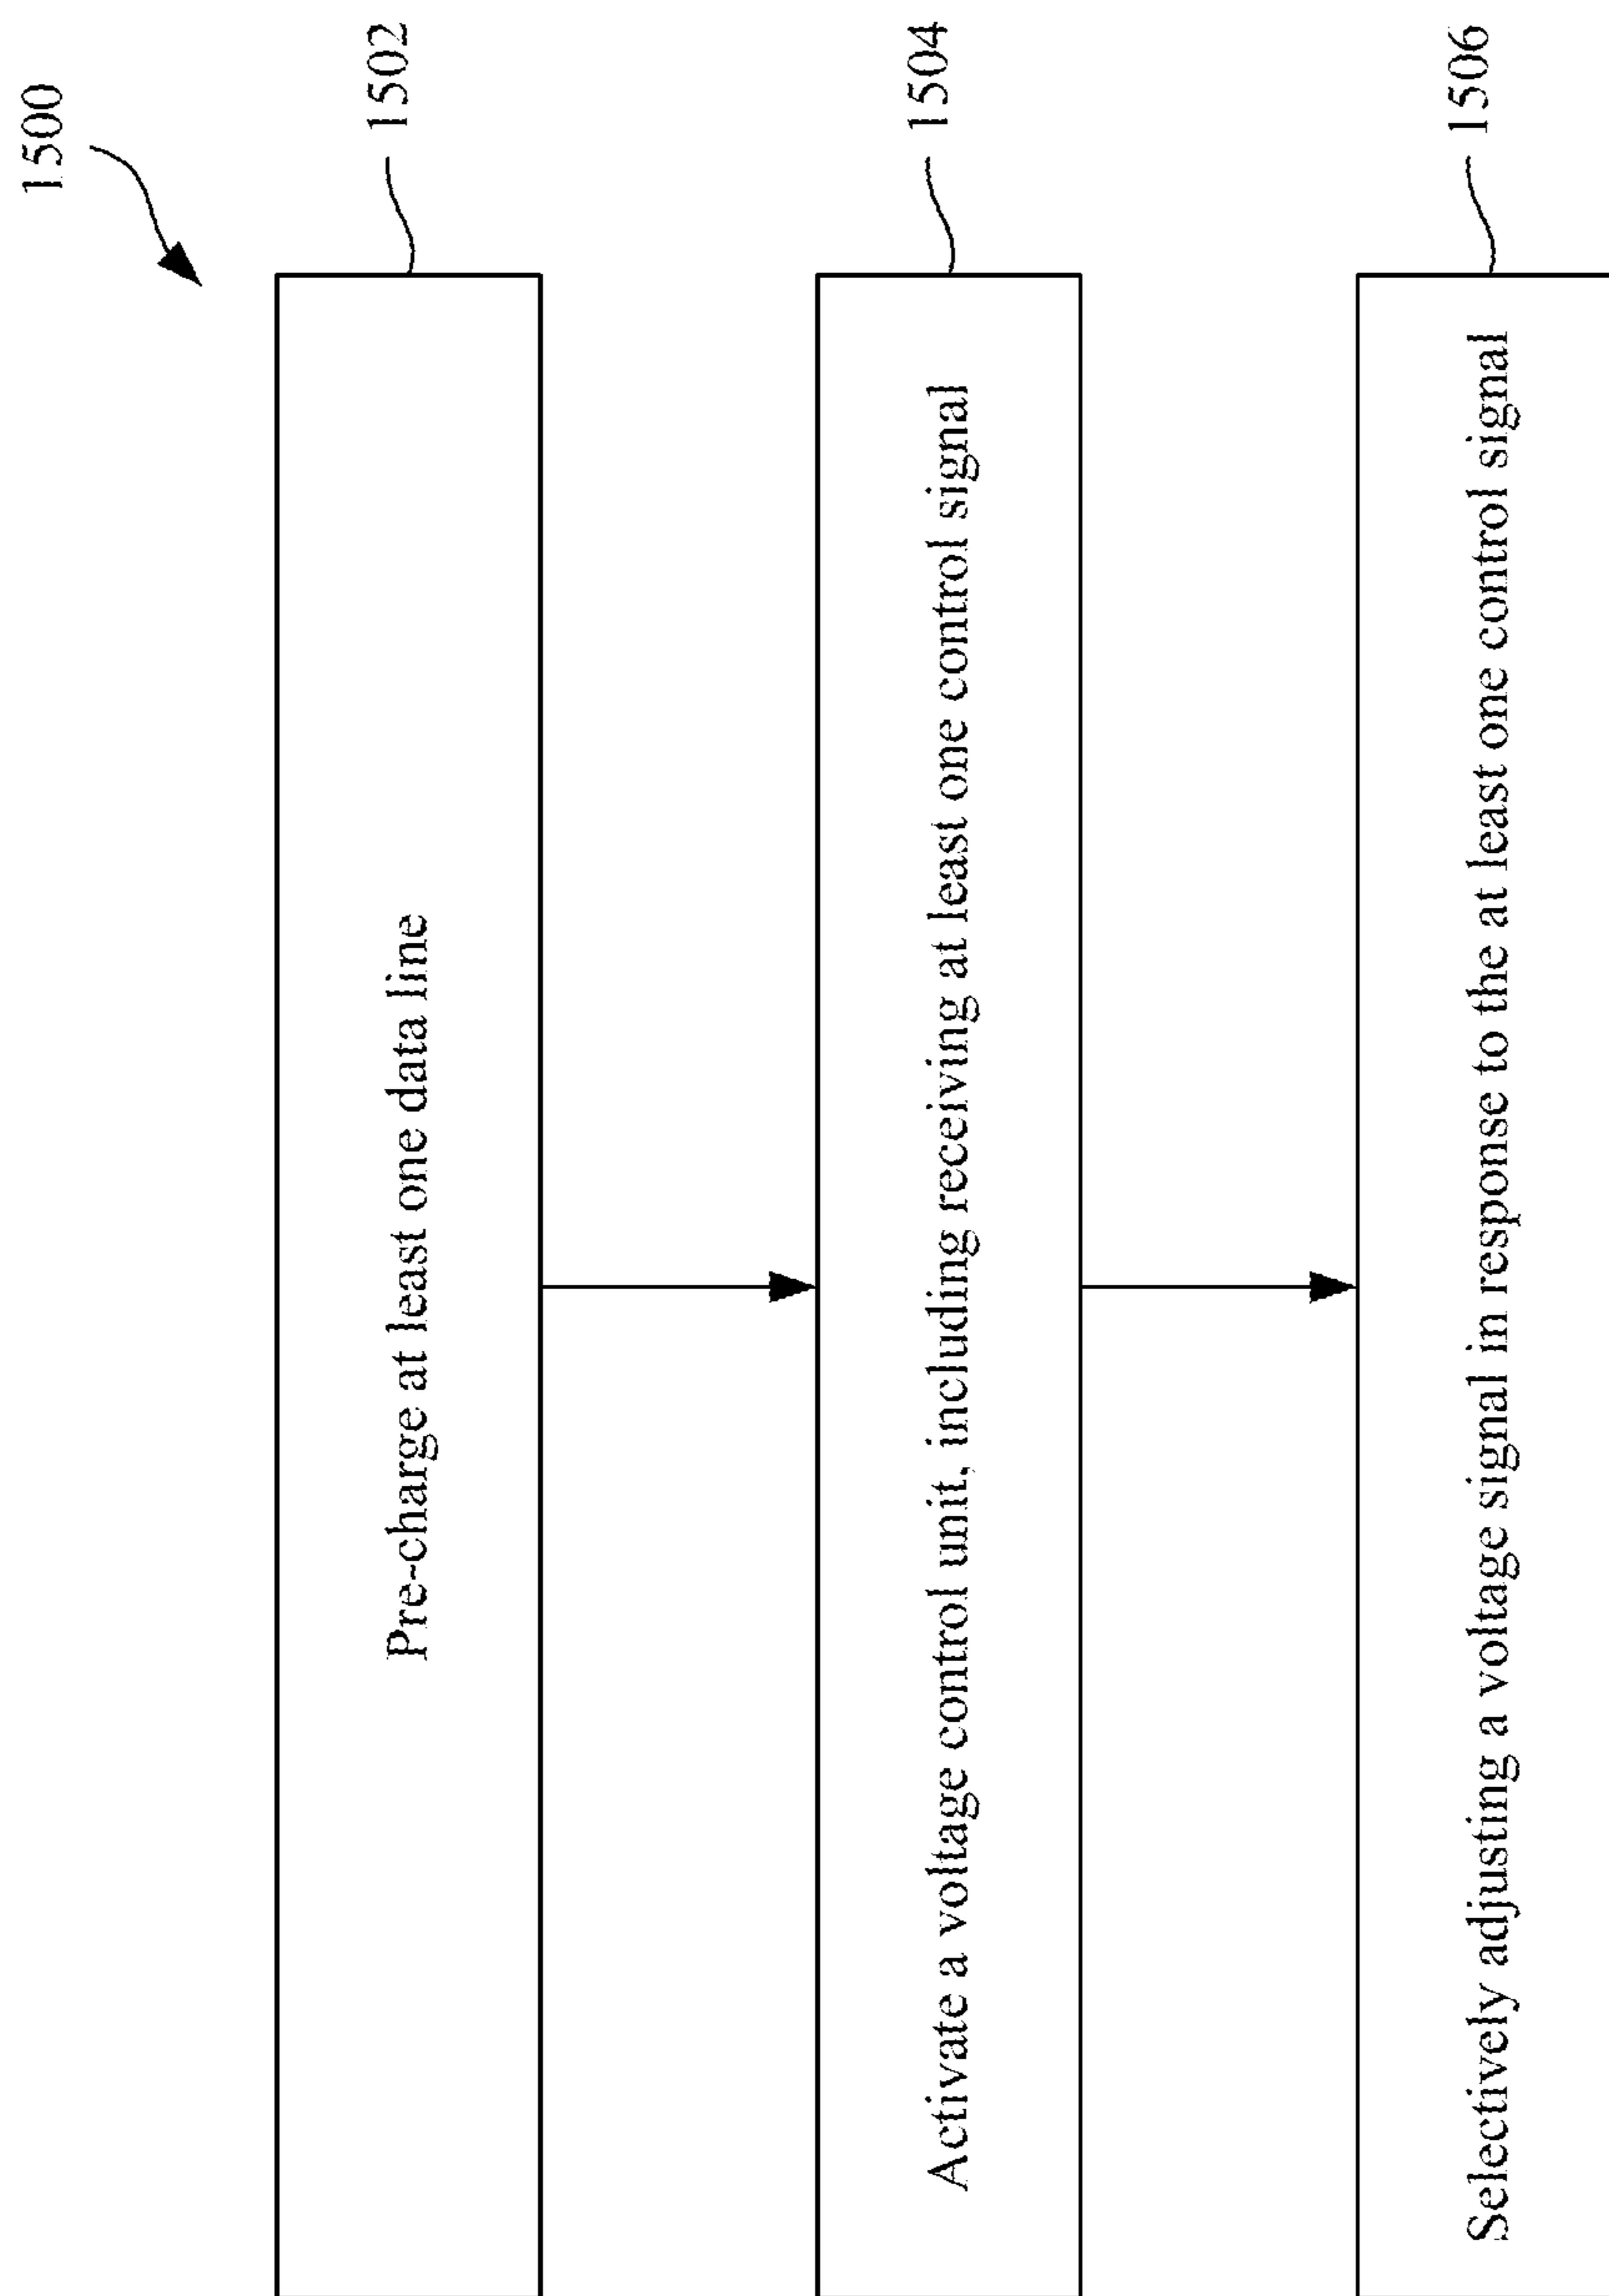 1500
1502
Pre-charge at least one data line
1504
Activate a voltage control unit, including receiving at least one control signal
1506
Selectively adjusting a voltage signal in response to the at least one control signal